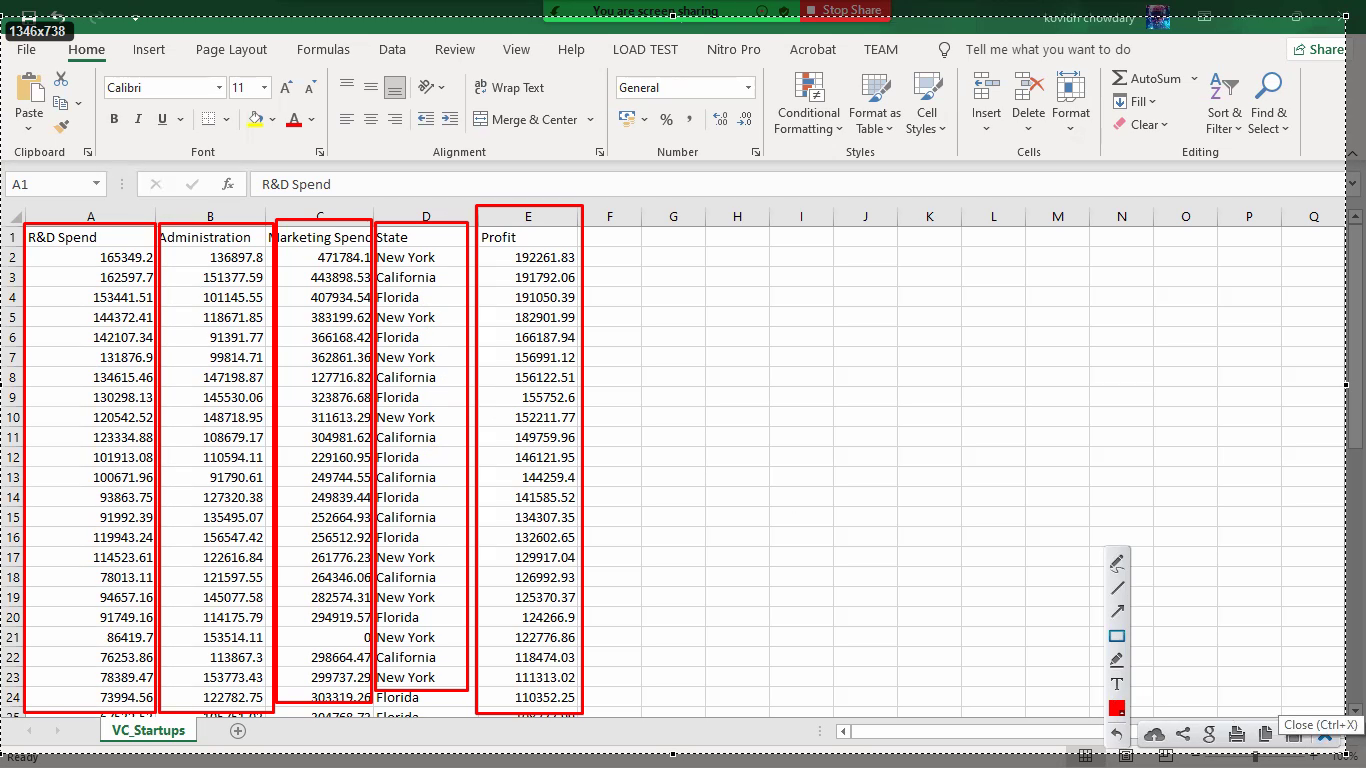 You are screen sharing Stop Share
1346x738
File Home Insert Page Layout Formulas Data Review View Help LOAD TEST Nitro Pro Acrobat TEAM Tell me what you want to do Share
Calibri 11 Wrap Text General AutoSum
Paste Conditional Format as Cell Insert Delete Format Fill Sort & Find &
B I U A Merge & Center % Formatting Table Styles Clear Filter Select
Clipboard Font Alignment Number Styles Cells Editing
A1 fx R&D Spend
A B C D E F G H I J K L M N O P Q
1 R&D Spend Administration Marketing Spend State Profit
2 165349.2 136897.8 471784.1 New York 192261.83
3 162597.7 151377.59 443898.53 California 191792.06
4 153441.51 101145.55 407934.54 Florida 191050.39
5 144372.41 118671.85 383199.62 New York 182901.99
6 142107.34 91391.77 366168.42 Florida 166187.94
7 131876.9 99814.71 362861.36 New York 156991.12
8 134615.46 147198.87 127716.82 California 156122.51
9 130298.13 145530.06 323876.68 Florida 155752.6
10 120542.52 148718.95 311613.29 New York 152211.77
11 123334.88 108679.17 304981.62 California 149759.96
12 101913.08 110594.11 229160.95 Florida 146121.95
13 100671.96 91790.61 249744.55 California 144259.4
14 93863.75 127320.38 249839.44 Florida 141585.52
15 91992.39 135495.07 252664.93 California 134307.35
16 119943.24 156547.42 256512.92 Florida 132602.65
17 114523.61 122616.84 261776.23 New York 129917.04
18 78013.11 121597.55 264346.06 California 126992.93
19 94657.16 145077.58 282574.31 New York 125370.37
20 91749.16 114175.79 294919.57 Florida 124266.9
21 86419.7 153514.11 0 New York 122776.86
22 76253.86 113867.3 298664.47 California 118474.03
23 78389.47 153773.43 299737.29 New York 111313.02
24 73994.56 122782.75 303319.26 Florida 110352.25
Florida
T
VC_Startups
Close (Ctrl+X)
Ready 100%